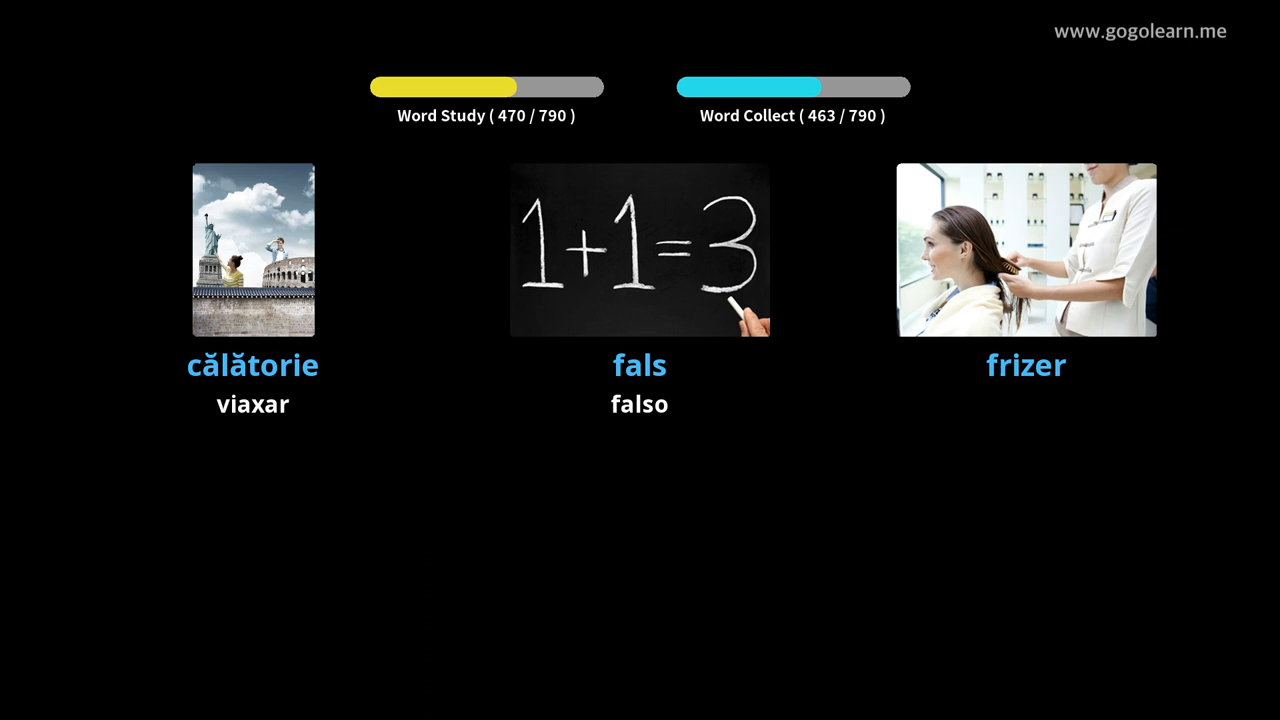 www.gogolearn.me
Word Study ( 470 / 790 )
Word Collect ( 463 / 790 )
1+1=3
călătorie
fals
frizer
viaxar
falso